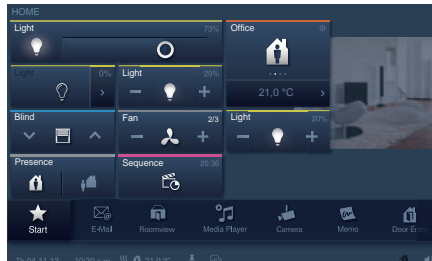 HOME
Light 73%
Office
Light 0%
Light 20%
21,0 °C
Blind
Fan 2/3
Light 20%
Presence
Sequence 20:36
Start
E-Mail
Roomview
Media Player
Camera
Memo
Door Entry